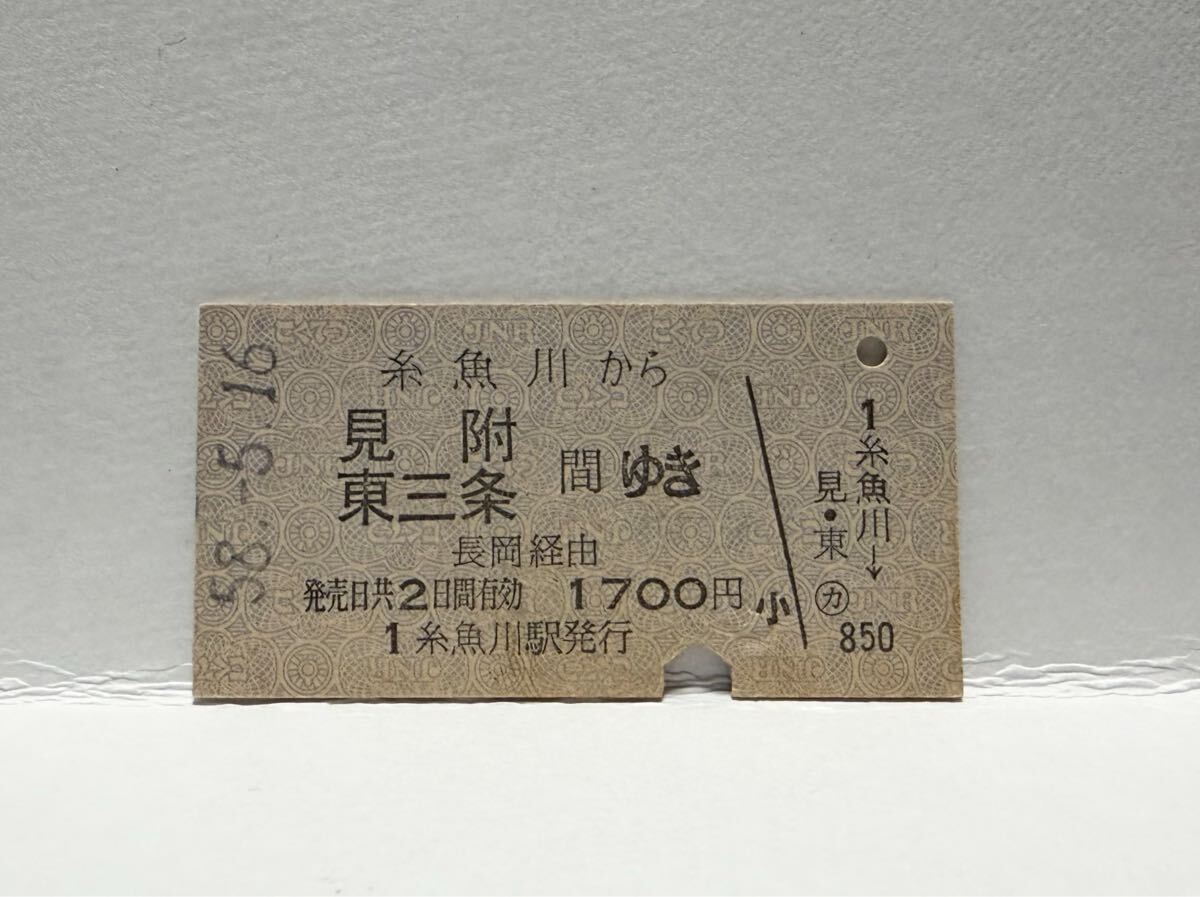 58.-5.16
糸魚川から
見附
東三条
間ゆき
長岡経由
発売日共2日間有効 1700円
1糸魚川駅発行
小
1糸魚川→
見・東
㋕
850